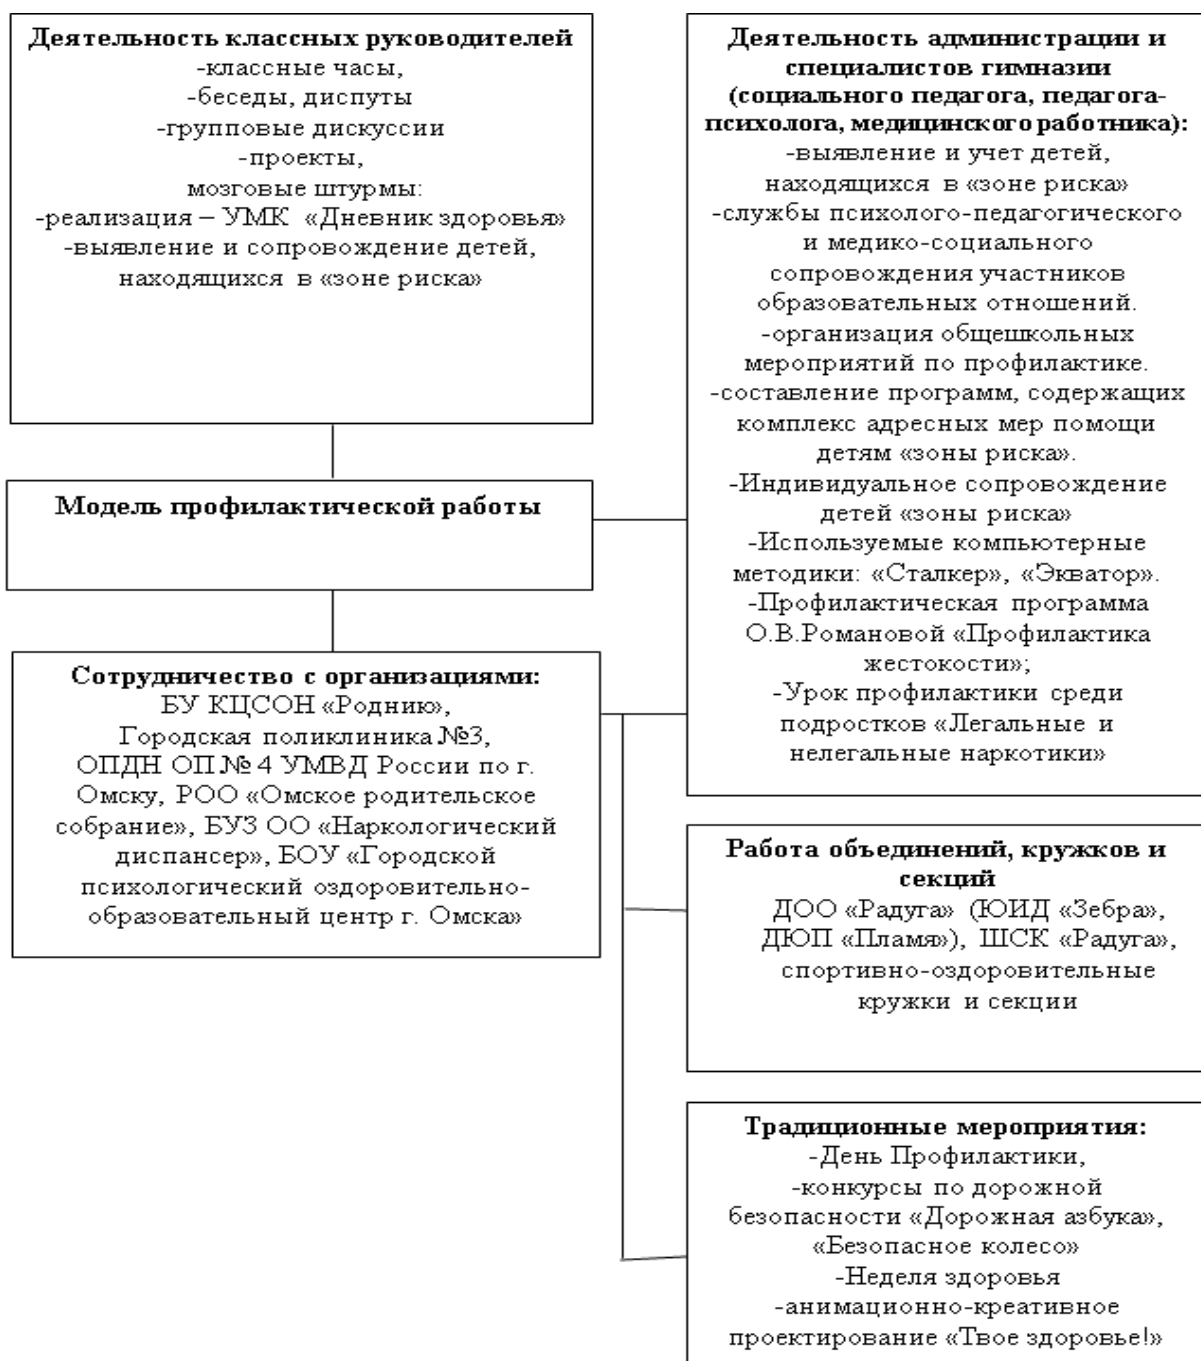 Деятельность классных руководителей
-классные часы,
-беседы, диспуты
-групповые дискуссии
-проекты,
мозговые штурмы:
-реализация – УМК «Дневник здоровья»
-выявление и сопровождение детей,
находящихся в «зоне риска»
Модель профилактической работы
Сотрудничество с организациями:
БУ КЦСОН «Родник»,
Городская поликлиника №3,
ОПДН ОП № 4 УМВД России по г.
Омску, РОО «Омское родительское
собрание», БУЗ ОО «Наркологический
диспансер», БОУ «Городской
психологический оздоровительно-
образовательный центр г. Омска»
Деятельность администрации и
специалистов гимназии
(социального педагога, педагога-
психолога, медицинского работника):
-выявление и учет детей,
находящихся в «зоне риска»
-службы психолого-педагогического
и медико-социального
сопровождения участников
образовательных отношений.
-организация общешкольных
мероприятий по профилактике.
-составление программ, содержащих
комплекс адресных мер помощи
детям «зоны риска».
-Индивидуальное сопровождение
детей «зоны риска»
-Используемые компьютерные
методики: «Сталкер», «Экватор».
-Профилактическая программа
О.В.Романовой «Профилактика
жестокости»;
-Урок профилактики среди
подростков «Легальные и
нелегальные наркотики»
Работа объединений, кружков и
секций
ДОО «Радуга» (ЮИД «Зебра»,
ДЮП «Пламя»), ШСК «Радуга»,
спортивно-оздоровительные
кружки и секции
Традиционные мероприятия:
-День Профилактики,
-конкурсы по дорожной
безопасности «Дорожная азбука»,
«Безопасное колесо»
-Неделя здоровья
-анимационно-креативное
проектирование «Твое здоровье!»